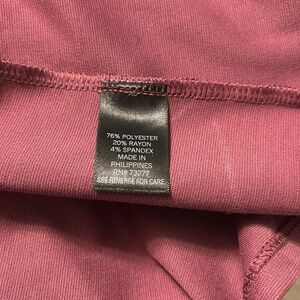 76% POLYESTER
20% RAYON
4% SPANDEX
MADE IN
PHILIPPINES
RN# 73277
SEE REVERSE FOR CARE